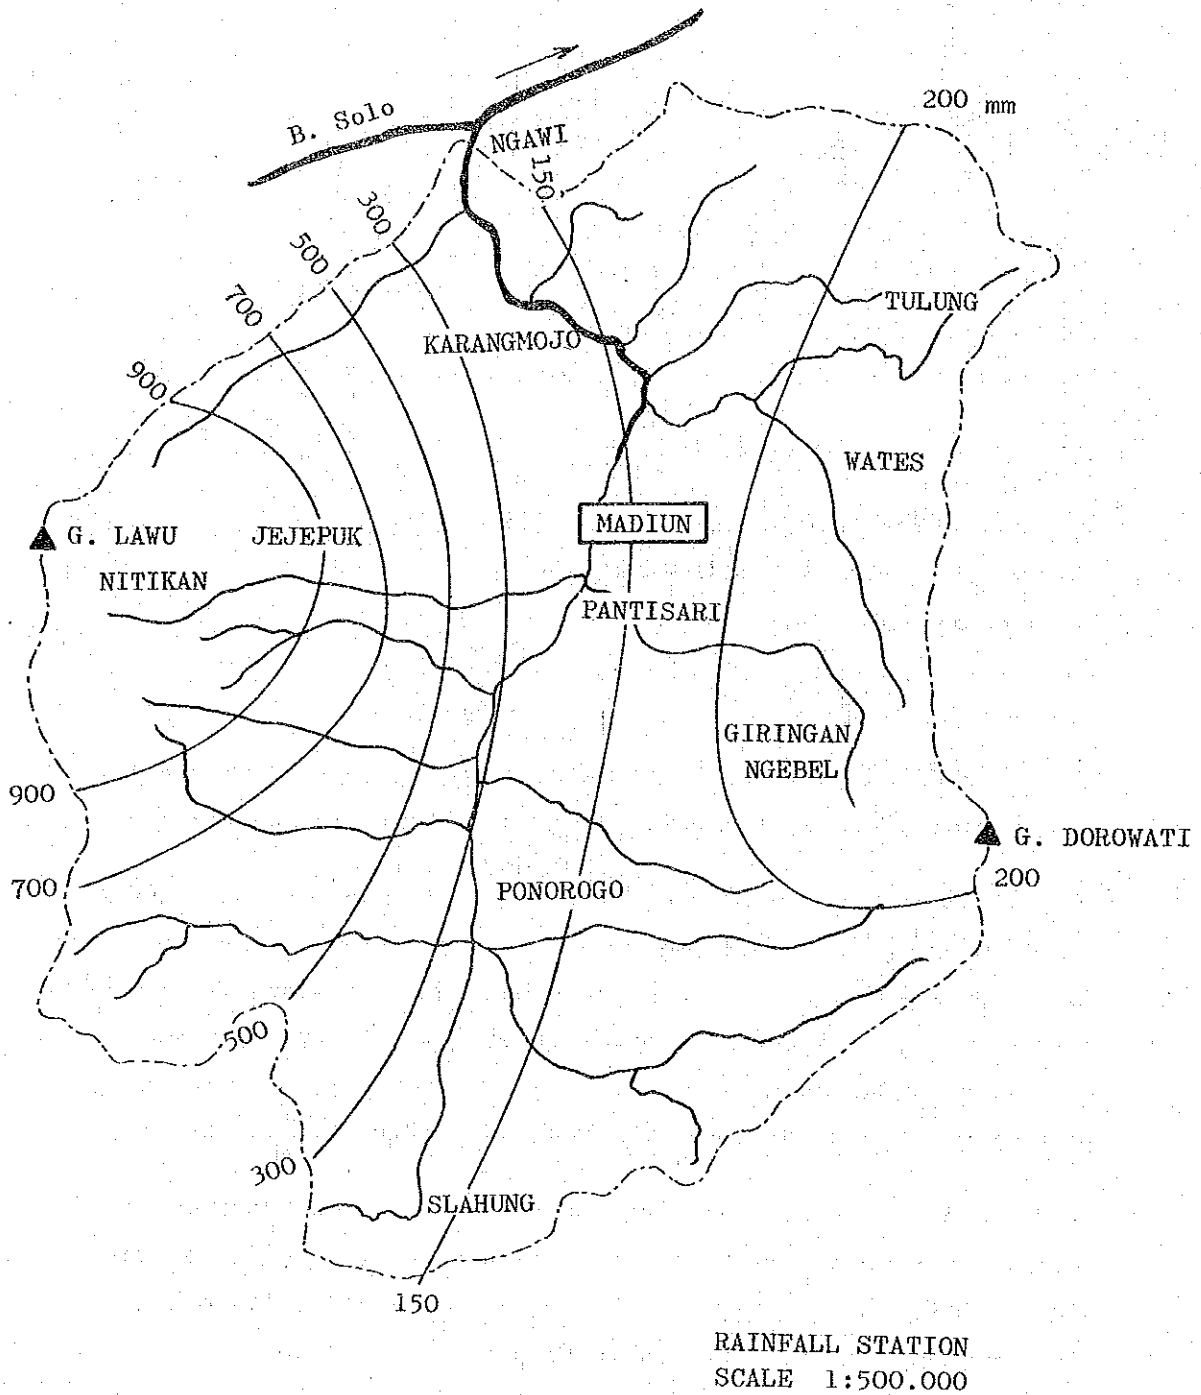 200 mm
B. Solo
NGAWI
150
300
500
700
TULUNG
KARANGMOJO
900
WATES
MADIUN
G. LAWU
JEJEPUK
NITIKAN
PANTISARI
GIRINGAN
NGEBEL
900
G. DOROWATI
700
PONOROGO
200
500
300
SLAHUNG
150
RAINFALL STATION
SCALE 1:500.000